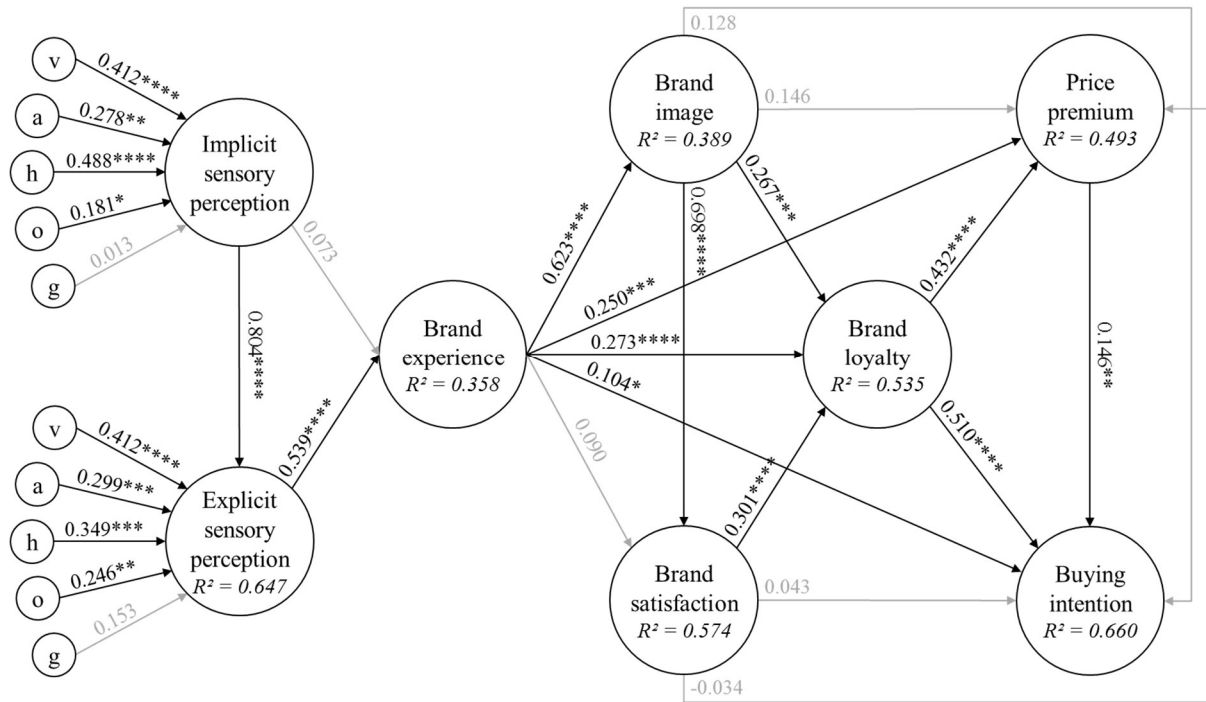 0.128
v
0.412****
a
0.278**
h
0.488****
o
0.181*
g
0.013
Implicit
sensory
perception
0.073
0.804****
v
0.412****
a
0.299***
h
0.349***
o
0.246**
g
0.153
Explicit
sensory
perception
R² = 0.647
0.539****
Brand
experience
R² = 0.358
0.623****
0.250***
0.273****
0.104*
0.090
Brand
image
R² = 0.389
0.146
0.267***
0.698****
Brand
loyalty
R² = 0.535
0.432****
0.510****
0.301****
Brand
satisfaction
R² = 0.574
0.043
-0.034
Price
premium
R² = 0.493
0.146**
Buying
intention
R² = 0.660